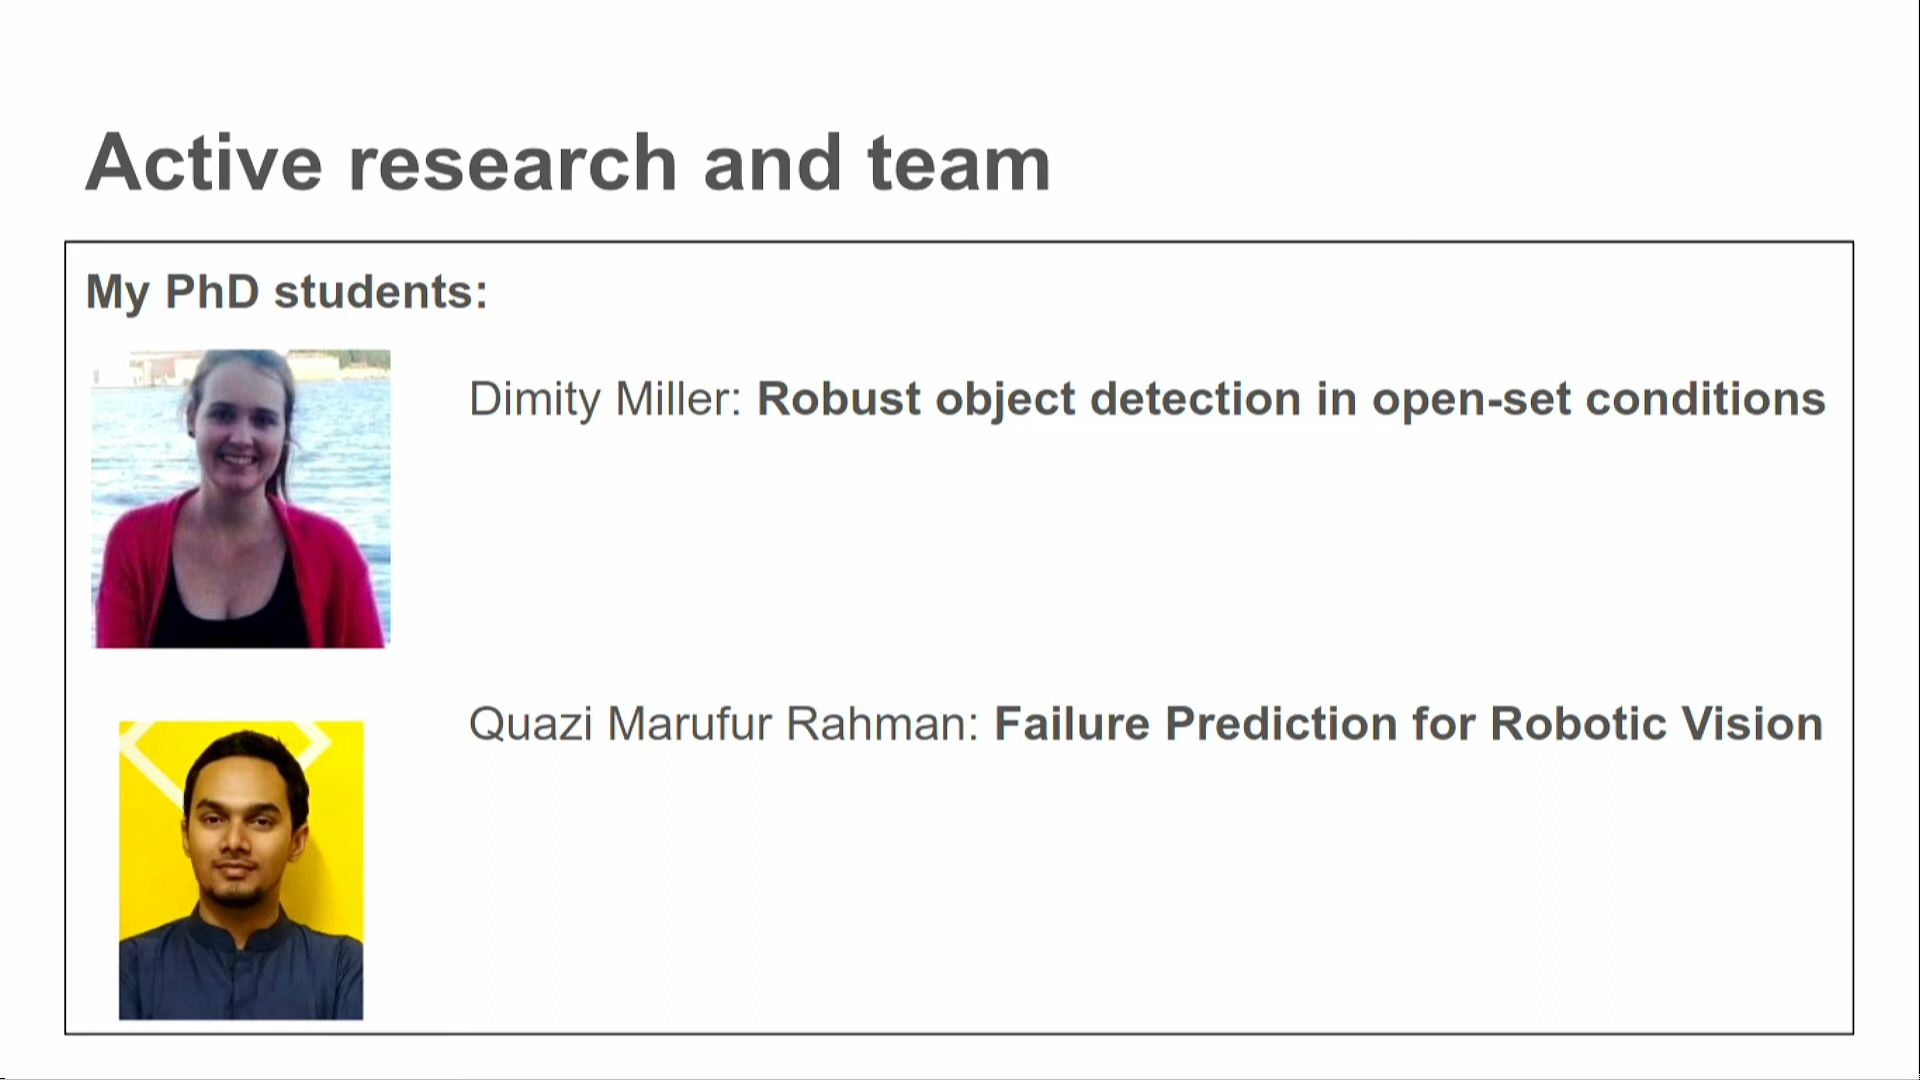 Active research and team
My PhD students:
Dimity Miller: Robust object detection in open-set conditions
Quazi Marufur Rahman: Failure Prediction for Robotic Vision